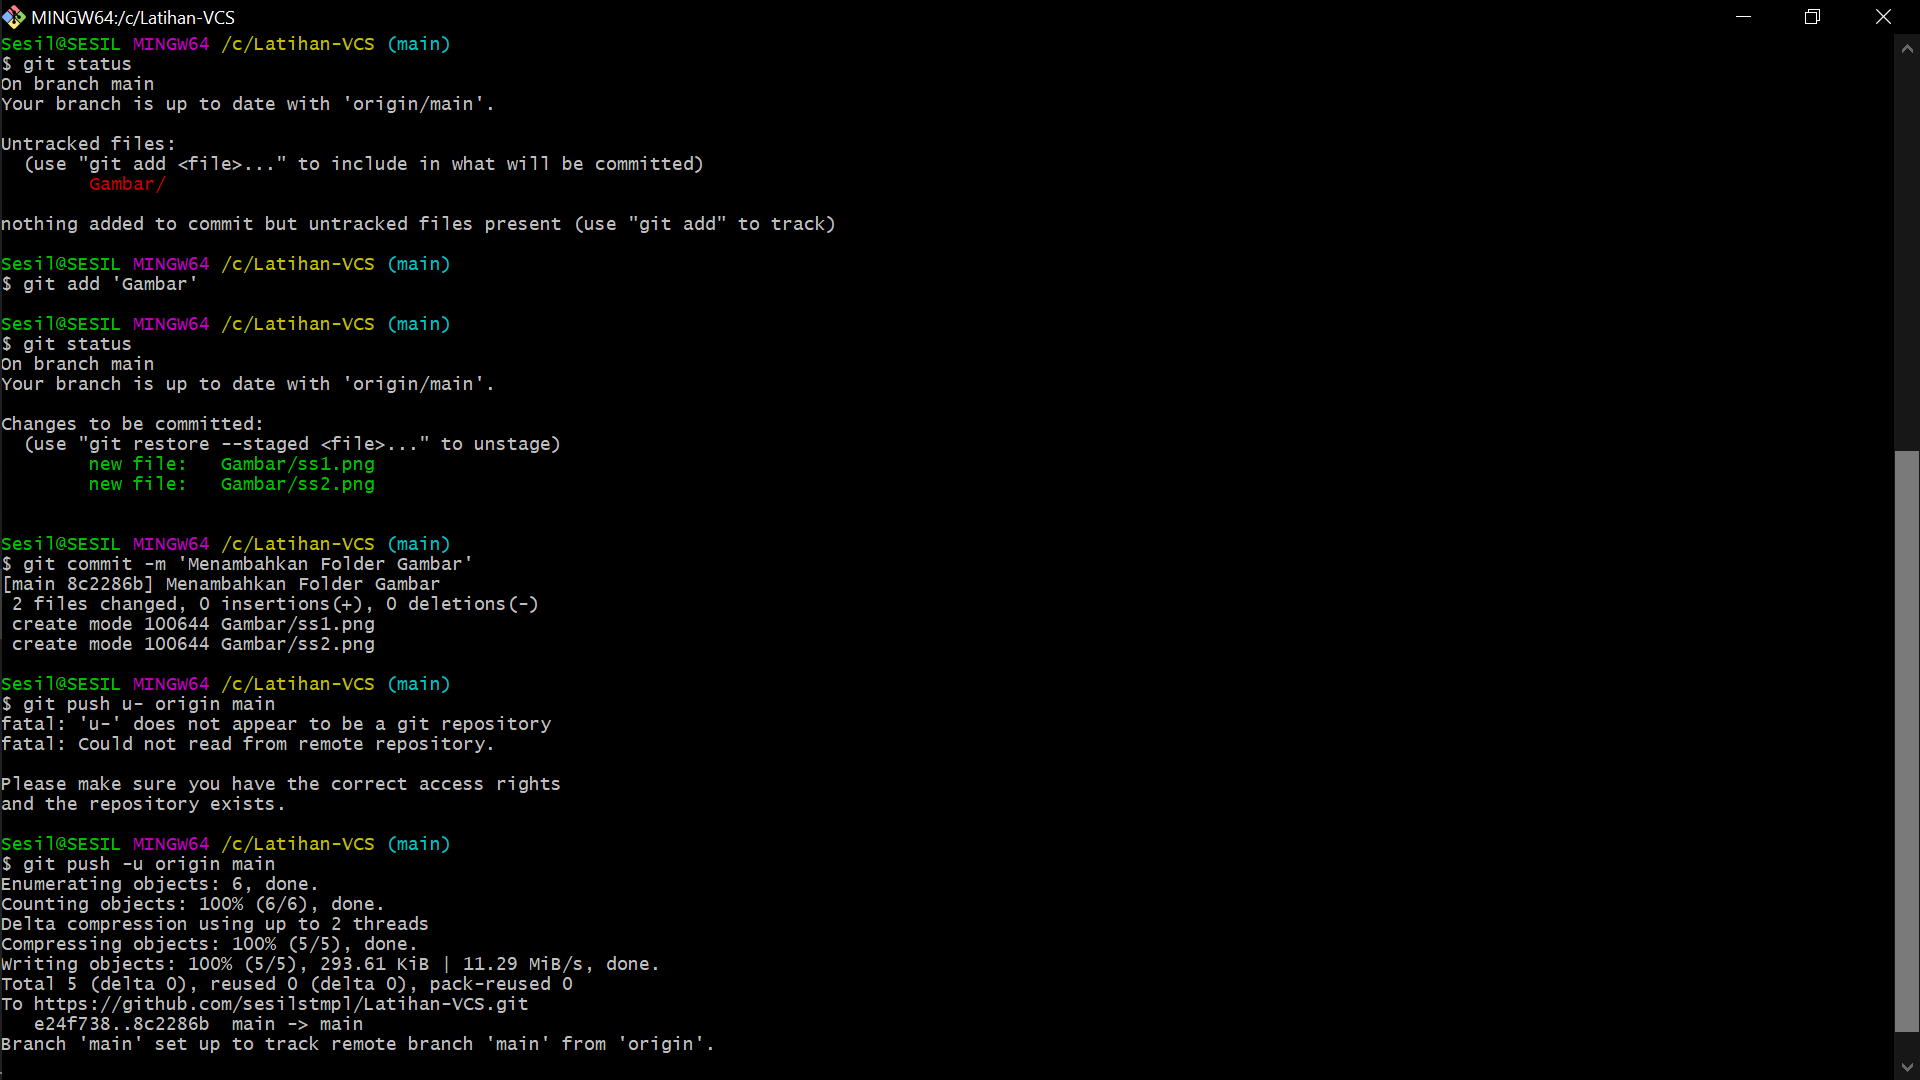 MINGW64:/c/Latihan-VCS
Sesil@SESIL MINGW64 /c/Latihan-VCS (main)
$ git status
On branch main
Your branch is up to date with 'origin/main'.
Untracked files:
  (use "git add <file>..." to include in what will be committed)
        Gambar/
nothing added to commit but untracked files present (use "git add" to track)
Sesil@SESIL MINGW64 /c/Latihan-VCS (main)
$ git add 'Gambar'
Sesil@SESIL MINGW64 /c/Latihan-VCS (main)
$ git status
On branch main
Your branch is up to date with 'origin/main'.
Changes to be committed:
  (use "git restore --staged <file>..." to unstage)
        new file:   Gambar/ss1.png
        new file:   Gambar/ss2.png
Sesil@SESIL MINGW64 /c/Latihan-VCS (main)
$ git commit -m 'Menambahkan Folder Gambar'
[main 8c2286b] Menambahkan Folder Gambar
 2 files changed, 0 insertions(+), 0 deletions(-)
 create mode 100644 Gambar/ss1.png
 create mode 100644 Gambar/ss2.png
Sesil@SESIL MINGW64 /c/Latihan-VCS (main)
$ git push u- origin main
fatal: 'u-' does not appear to be a git repository
fatal: Could not read from remote repository.
Please make sure you have the correct access rights
and the repository exists.
Sesil@SESIL MINGW64 /c/Latihan-VCS (main)
$ git push -u origin main
Enumerating objects: 6, done.
Counting objects: 100% (6/6), done.
Delta compression using up to 2 threads
Compressing objects: 100% (5/5), done.
Writing objects: 100% (5/5), 293.61 KiB | 11.29 MiB/s, done.
Total 5 (delta 0), reused 0 (delta 0), pack-reused 0
To https://github.com/sesilstmpl/Latihan-VCS.git
   e24f738..8c2286b  main -> main
Branch 'main' set up to track remote branch 'main' from 'origin'.